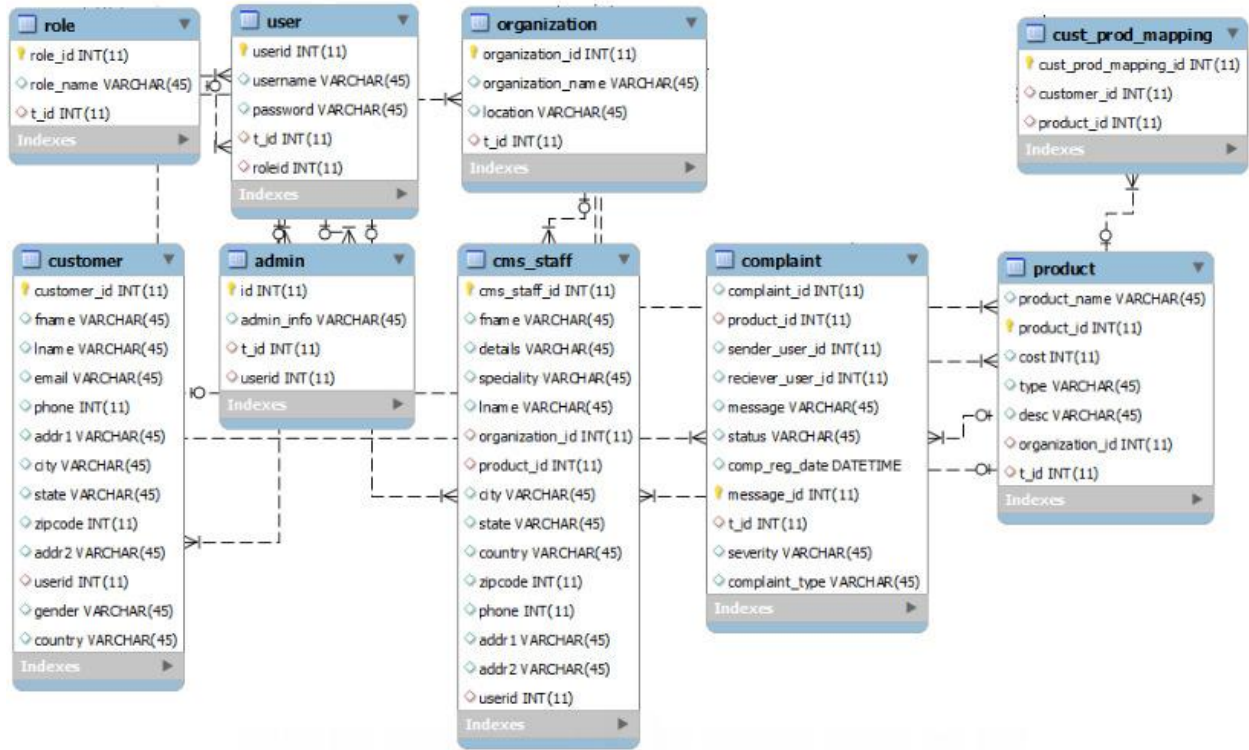 role
role_id INT(11)
role_name VARCHAR(45)
t_id INT(11)
Indexes
user
userid INT(11)
username VARCHAR(45)
password VARCHAR(45)
t_id INT(11)
roleid INT(11)
Indexes
organization
organization_id INT(11)
organization_name VARCHAR(45)
location VARCHAR(45)
t_id INT(11)
Indexes
cust_prod_mapping
cust_prod_mapping_id INT(11)
customer_id INT(11)
product_id INT(11)
Indexes
customer
customer_id INT(11)
fname VARCHAR(45)
lname VARCHAR(45)
email VARCHAR(45)
phone INT(11)
addr1 VARCHAR(45)
city VARCHAR(45)
state VARCHAR(45)
zipcode INT(11)
addr2 VARCHAR(45)
userid INT(11)
gender VARCHAR(45)
country VARCHAR(45)
Indexes
admin
id INT(11)
admin_info VARCHAR(45)
t_id INT(11)
userid INT(11)
Indexes
cms_staff
cms_staff_id INT(11)
fname VARCHAR(45)
details VARCHAR(45)
speciality VARCHAR(45)
lname VARCHAR(45)
organization_id INT(11)
product_id INT(11)
city VARCHAR(45)
state VARCHAR(45)
country VARCHAR(45)
zipcode INT(11)
phone INT(11)
addr1 VARCHAR(45)
addr2 VARCHAR(45)
userid INT(11)
Indexes
complaint
complaint_id INT(11)
product_id INT(11)
sender_user_id INT(11)
reciever_user_id INT(11)
message VARCHAR(45)
status VARCHAR(45)
comp_reg_date DATETIME
message_id INT(11)
t_id INT(11)
severity VARCHAR(45)
complaint_type VARCHAR(45)
Indexes
product
product_name VARCHAR(45)
product_id INT(11)
cost INT(11)
type VARCHAR(45)
desc VARCHAR(45)
organization_id INT(11)
t_id INT(11)
Indexes